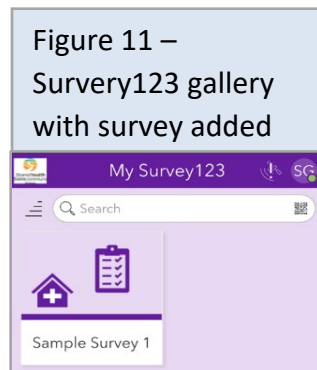 Figure 11 –
Survery123 gallery
with survey added
My Survey123
SG
Search
Sample Survey 1